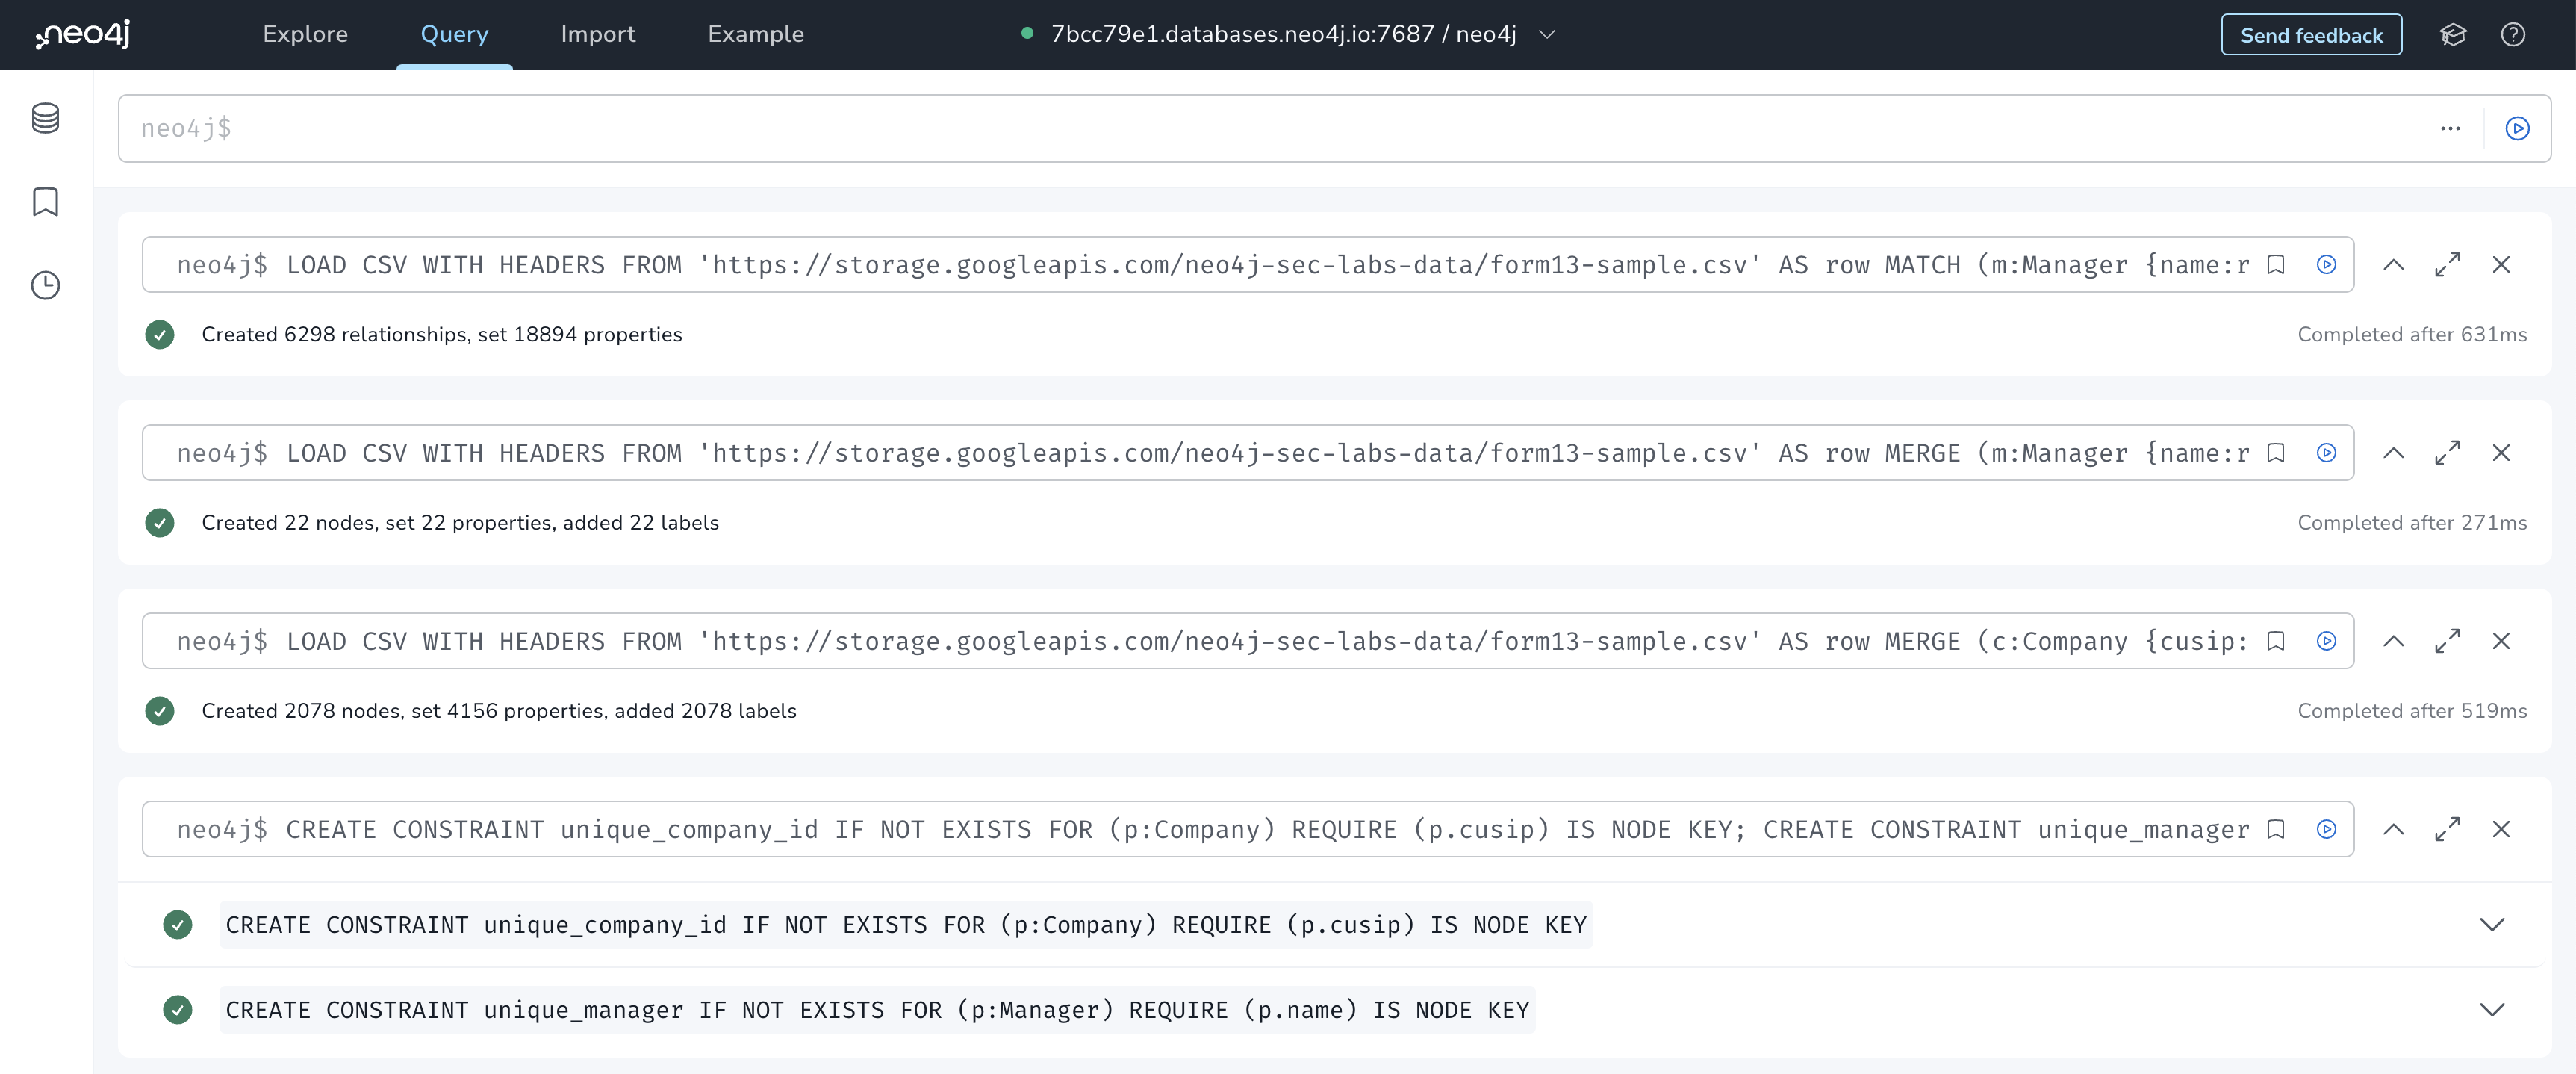 neo4j Explore Query Import Example 7bcc79e1.databases.neo4j.io:7687 / neo4j Send feedback
neo4j$
neo4j$ LOAD CSV WITH HEADERS FROM 'https://storage.googleapis.com/neo4j-sec-labs-data/form13-sample.csv' AS row MATCH (m:Manager {name:r
Created 6298 relationships, set 18894 properties Completed after 631ms
neo4j$ LOAD CSV WITH HEADERS FROM 'https://storage.googleapis.com/neo4j-sec-labs-data/form13-sample.csv' AS row MERGE (m:Manager {name:r
Created 22 nodes, set 22 properties, added 22 labels Completed after 271ms
neo4j$ LOAD CSV WITH HEADERS FROM 'https://storage.googleapis.com/neo4j-sec-labs-data/form13-sample.csv' AS row MERGE (c:Company {cusip:
Created 2078 nodes, set 4156 properties, added 2078 labels Completed after 519ms
neo4j$ CREATE CONSTRAINT unique_company_id IF NOT EXISTS FOR (p:Company) REQUIRE (p.cusip) IS NODE KEY; CREATE CONSTRAINT unique_manager
CREATE CONSTRAINT unique_company_id IF NOT EXISTS FOR (p:Company) REQUIRE (p.cusip) IS NODE KEY
CREATE CONSTRAINT unique_manager IF NOT EXISTS FOR (p:Manager) REQUIRE (p.name) IS NODE KEY